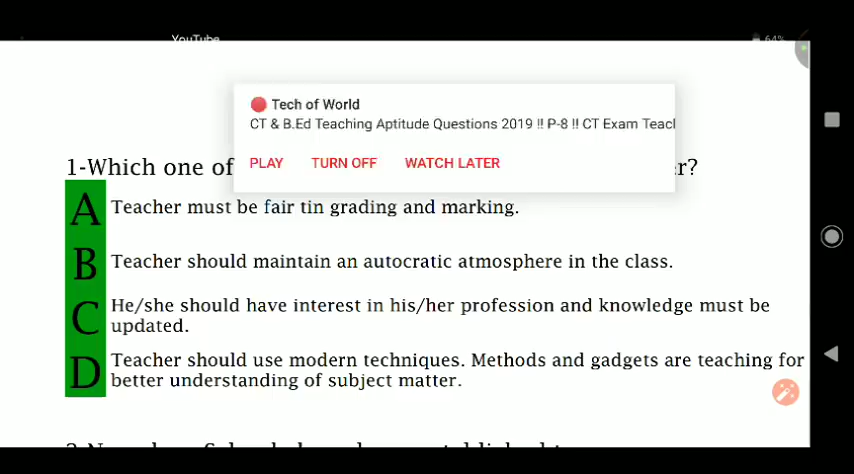 YouTube
64%
Tech of World
CT & B.Ed Teaching Aptitude Questions 2019 !! P-8 !! CT Exam Teacl
PLAY TURN OFF WATCH LATER
1-Which one of r?
A Teacher must be fair tin grading and marking.
B Teacher should maintain an autocratic atmosphere in the class.
C He/she should have interest in his/her profession and knowledge must be
updated.
D Teacher should use modern techniques. Methods and gadgets are teaching for
better understanding of subject matter.